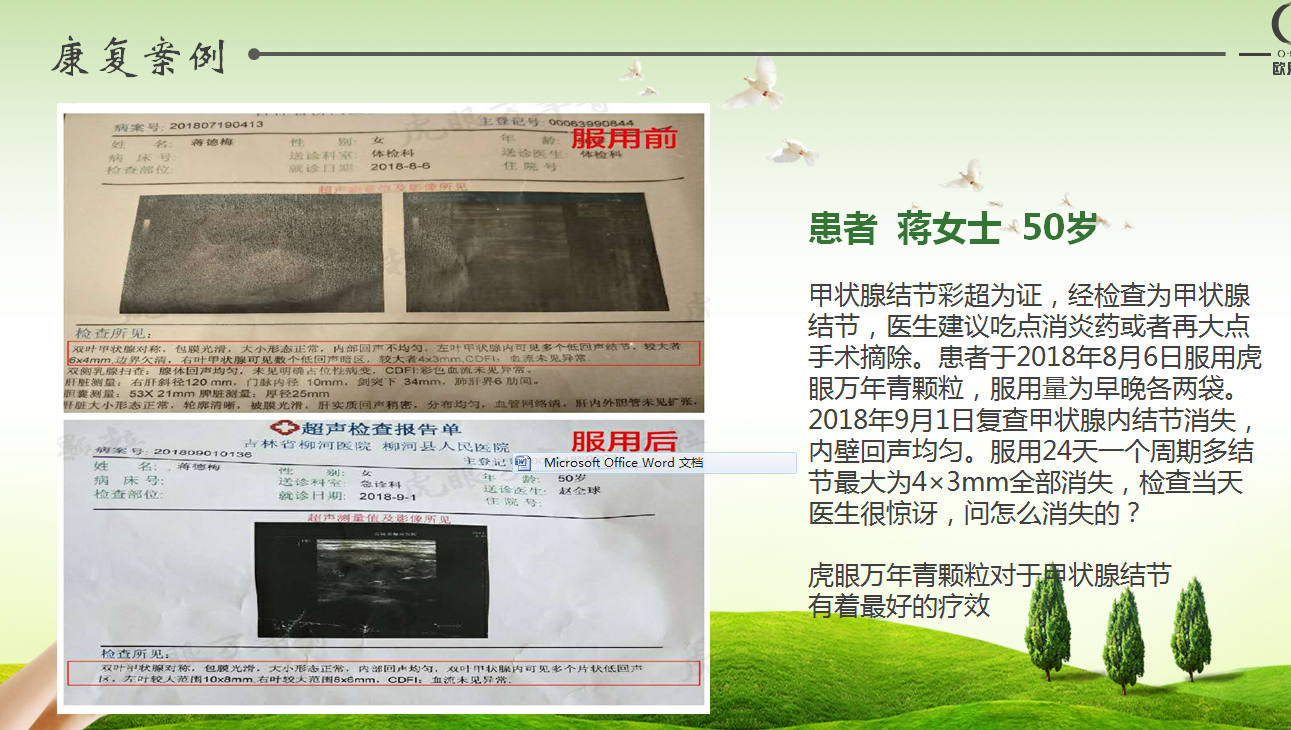 康复案例
病案号: 201807190413
主登记号: 00063990844
服用前
姓 名: 蒋德梅
性 别: 女
年 龄:
病 床 号:
送诊科室: 体检科
送诊医生: 体检科
检查部位:
就诊日期: 2018-8-6
住 院 号
超声测量值及影像所见
检查所见:
双叶甲状腺对称，包膜光滑，大小形态正常，内部回声不均匀，左叶甲状腺内可见多个低回声结节，较大者
6x4mm,边界欠清，右叶甲状腺可见数个低回声暗区，较大者4x3mm,CDFI，血流未见异常.
双侧乳腺扫查：腺体回声均匀，未见明确占位性病变，CDFI:彩色血流未见异常。
肝脏测量：右肝斜径120 mm，门脉内径 10mm，剑突下 34mm，肺肝界6 肋间。
胆囊测量：53X 21mm 脾脏测量：厚径25mm
肝脏大小形态正常，轮廓清晰，被膜光滑，肝实质回声稍密，分布均匀，血管网络清，肝内外胆管未见扩张，
超声检查报告单
吉林省柳河医院 柳河县人民医院
服用后
病案号: 201809010136
主登记
Microsoft Office Word 文档
姓 名: 蒋德梅
性 别: 女
年 龄: 50岁
病 床 号:
送诊科室: 急诊科
送诊医生: 赵全球
检查部位:
就诊日期: 2018-9-1
住 院 号:
超声测量值及影像所见
检查所见:
双叶甲状腺对称，包膜光滑，大小形态正常，内部回声均匀，双叶甲状腺内可见多个片状低回声
区，左叶较大范围10x8mm,右叶较大范围8x6mm，CDFI：血流未见异常.
患者 蒋女士 50岁
甲状腺结节彩超为证，经检查为甲状腺
结节，医生建议吃点消炎药或者再大点
手术摘除。患者于2018年8月6日服用虎
眼万年青颗粒，服用量为早晚各两袋。
2018年9月1日复查甲状腺内结节消失，
内壁回声均匀。服用24天一个周期多结
节最大为4×3mm全部消失，检查当天
医生很惊讶，问怎么消失的？
虎眼万年青颗粒对于甲状腺结节
有着最好的疗效